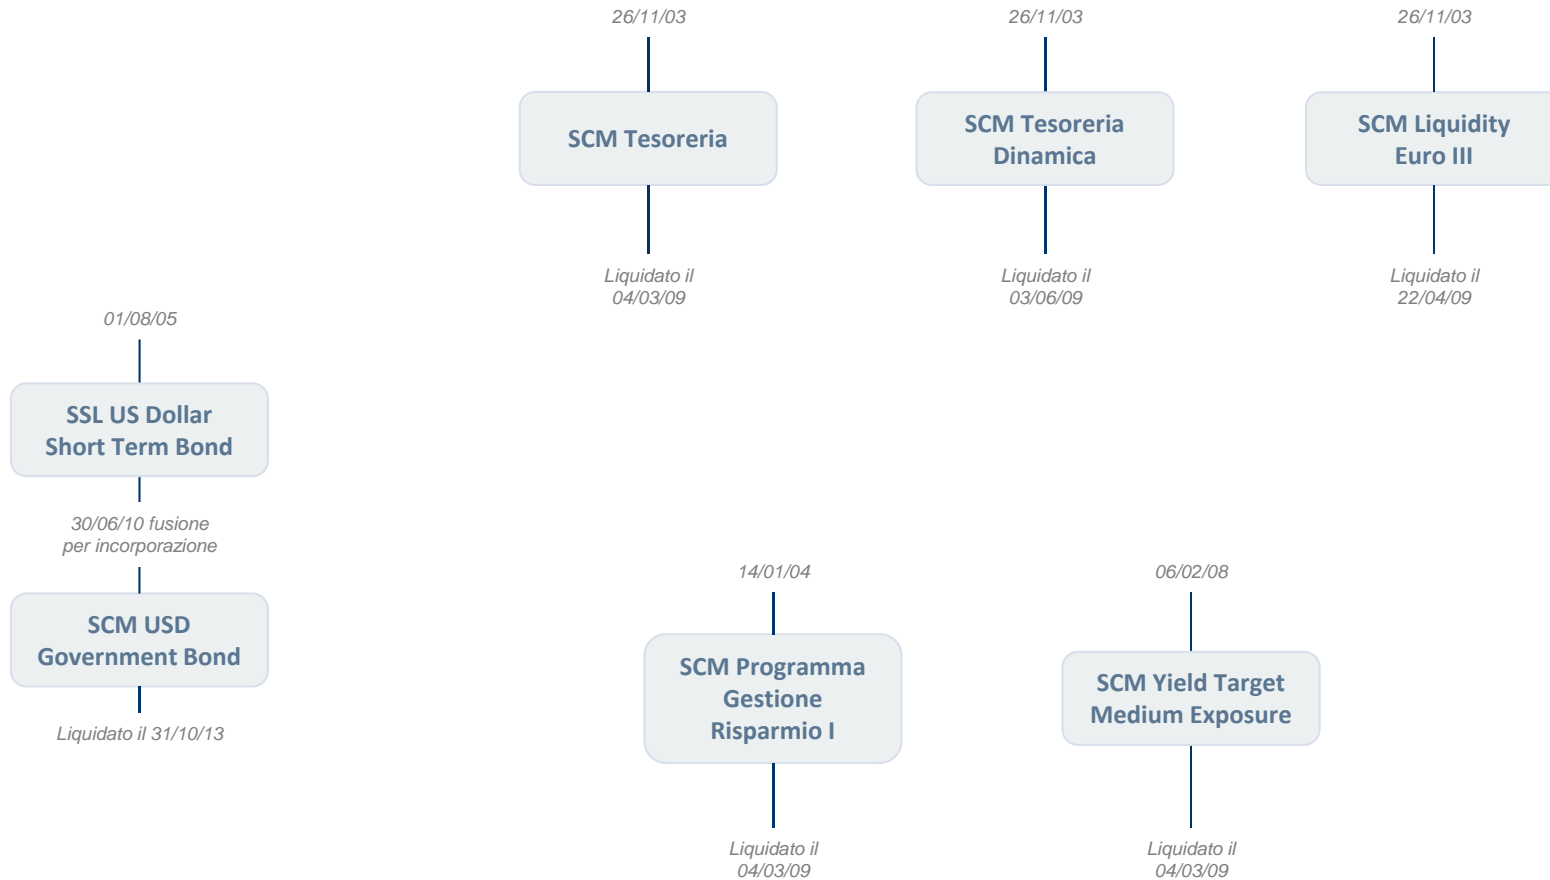 26/11/03
SCM Tesoreria
Liquidato il
04/03/09
26/11/03
SCM Tesoreria
Dinamica
Liquidato il
03/06/09
26/11/03
SCM Liquidity
Euro III
Liquidato il
22/04/09
01/08/05
SSL US Dollar
Short Term Bond
30/06/10 fusione
per incorporazione
SCM USD
Government Bond
Liquidato il 31/10/13
14/01/04
SCM Programma
Gestione
Risparmio I
Liquidato il
04/03/09
06/02/08
SCM Yield Target
Medium Exposure
Liquidato il
04/03/09